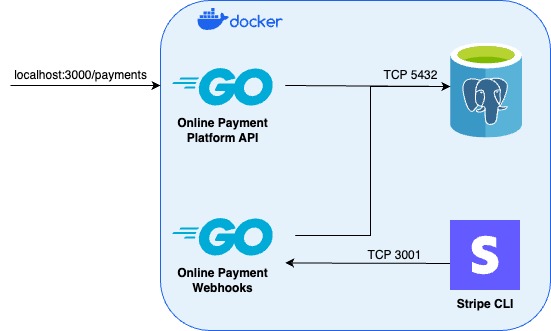 docker
localhost:3000/payments
GO
TCP 5432
Online Payment
Platform API
GO
TCP 3001
Online Payment
Webhooks
S
Stripe CLI